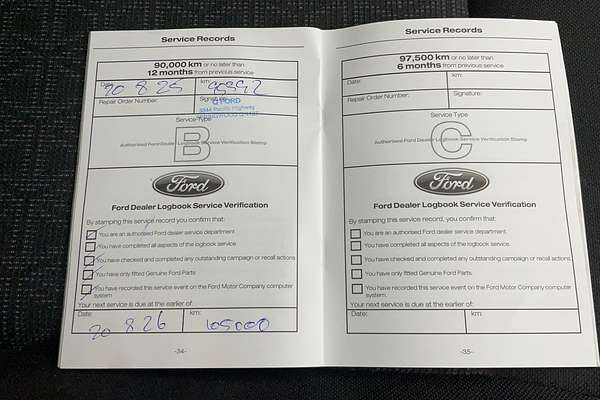 Service Records
90,000 km or no later than
12 months from previous service
Date: km:
20 8 25
Repair Order Number: Signature:
Q FORD
Pacific Highway
Service Type
B
Authorised Ford Dealer Logbook Service Verification Stamp
Ford
Ford Dealer Logbook Service Verification
By stamping this service record you confirm that:
You are an authorised Ford dealer service department
You have completed all aspects of the logbook service
You have checked and completed any outstanding campaign or recall actions
You have only fitted Genuine Ford Parts
You have recorded this service event on the Ford Motor Company computer
system.
Your next service is due at the earlier of:
Date: km:
20 8 26 105000
-34-
Service Records
97,500 km or no later than
6 months from previous service
Date: km:
Repair Order Number: Signature:
Service Type
C
Authorised Ford Dealer Logbook Service Verification Stamp
Ford
Ford Dealer Logbook Service Verification
By stamping this service record, you confirm that:
You are an authorised Ford dealer service department.
You have completed all aspects of the logbook service.
You have checked and completed any outstanding campaign or recall actions.
You have only fitted Genuine Ford Parts.
You have recorded this service event on the Ford Motor Company computer
system.
Your next service is due at the earlier of:
Date: km:
-35-